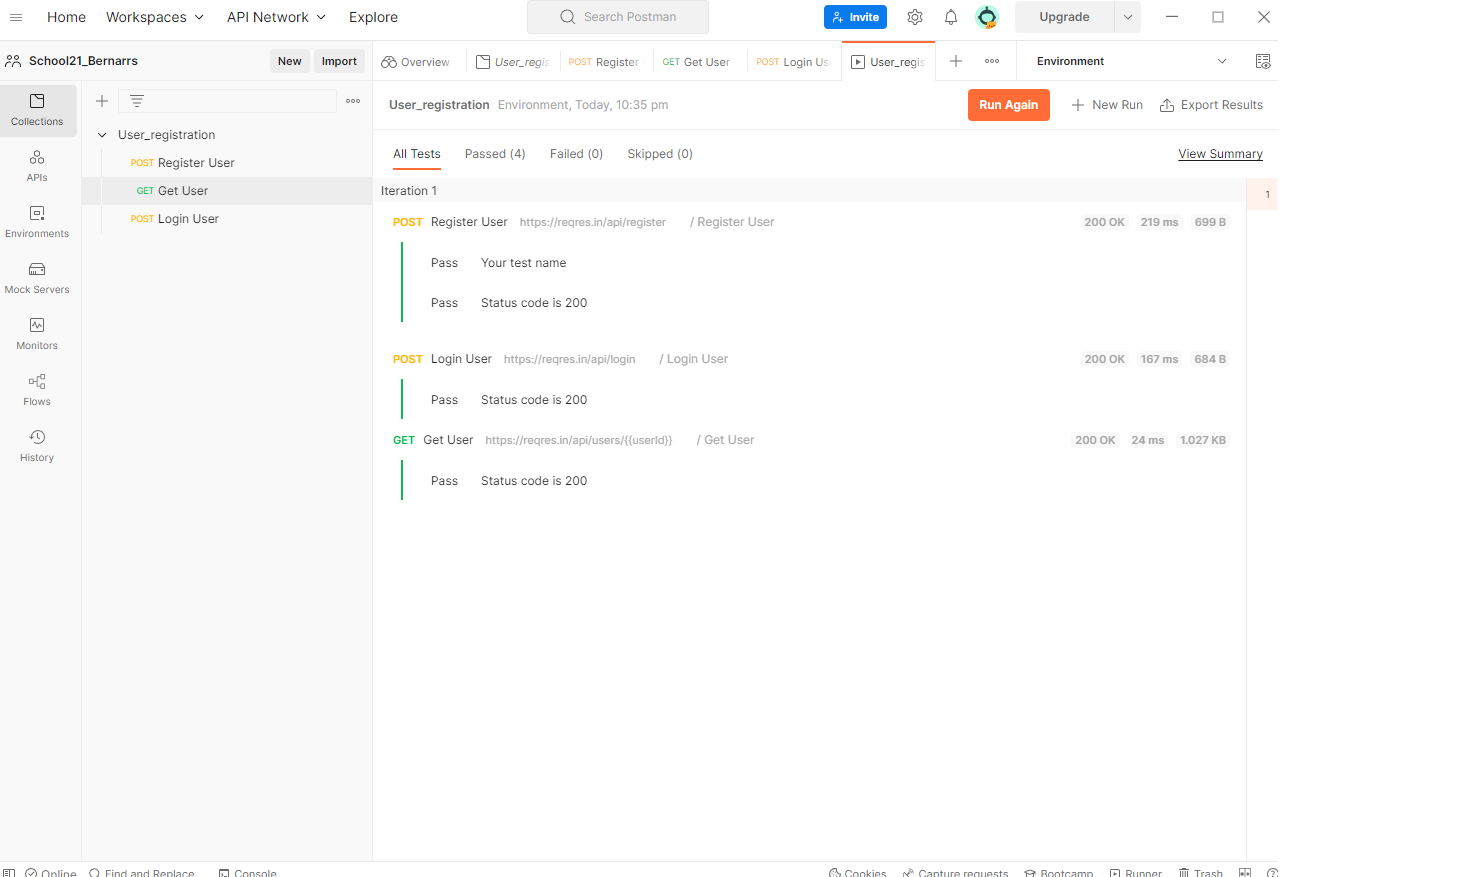 Home Workspaces API Network Explore Search Postman Invite Upgrade
School21_Bernarrs New Import Overview User_regis POST Register GET Get User POST Login Us User_regis Environment
Collections
APIs
Environments
Mock Servers
Monitors
Flows
History
User_registration
POST Register User
GET Get User
POST Login User
User_registration Environment, Today, 10:35 pm Run Again New Run Export Results
All Tests Passed (4) Failed (0) Skipped (0) View Summary
Iteration 1
1
POST Register User https://reqres.in/api/register / Register User 200 OK 219 ms 699 B
Pass Your test name
Pass Status code is 200
POST Login User https://reqres.in/api/login / Login User 200 OK 167 ms 684 B
Pass Status code is 200
GET Get User https://reqres.in/api/users/{{userId}} / Get User 200 OK 24 ms 1.027 KB
Pass Status code is 200
Online Find and Replace Console Cookies Capture requests Bootcamp Runner Trash